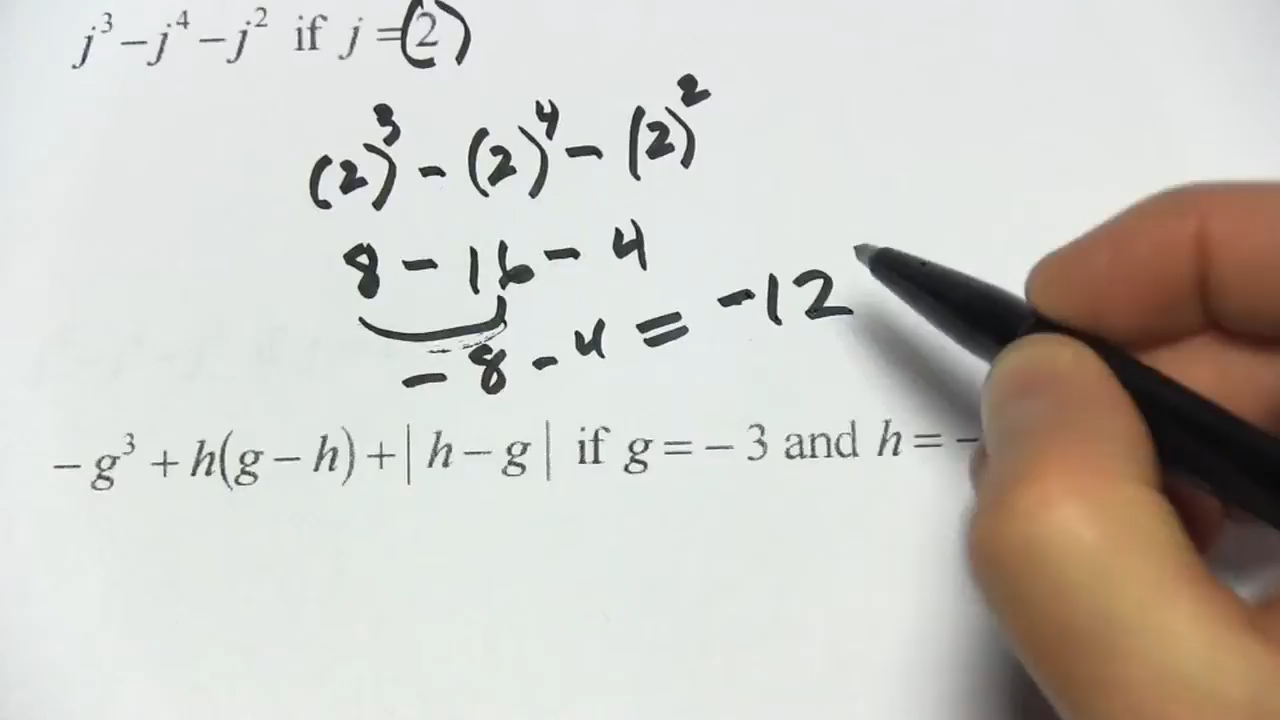 j³ – j⁴ – j² if j = (2)
(2)³ - (2)⁴ - (2)²
8 - 16 - 4
-8 - 4 = -12
– g³ + h(g – h) + | h – g | if g = – 3 and h = –